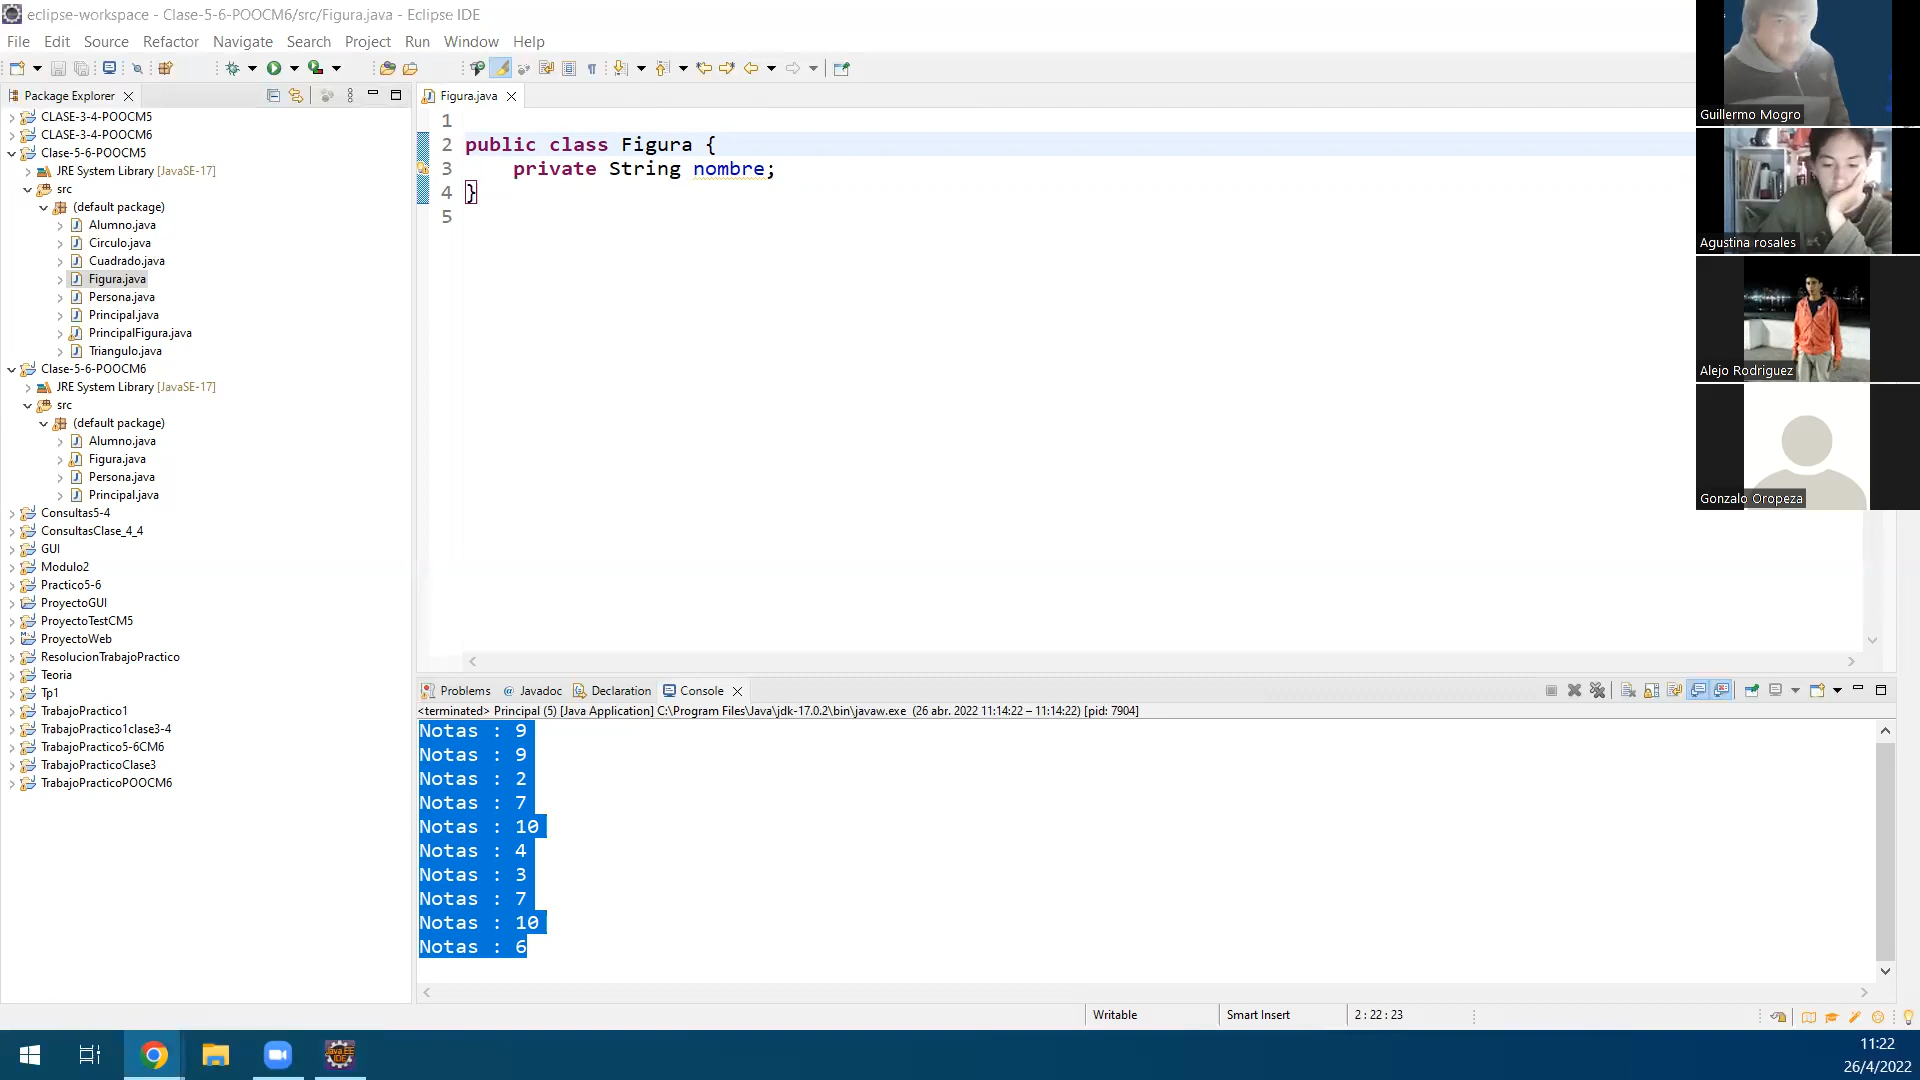 eclipse-workspace - Clase-5-6-POOCM6/src/Figura.java - Eclipse IDE
File Edit Source Refactor Navigate Search Project Run Window Help
Package Explorer
CLASE-3-4-POOCM5
CLASE-3-4-POOCM6
Clase-5-6-POOCM5
JRE System Library [JavaSE-17]
src
(default package)
Alumno.java
Circulo.java
Cuadrado.java
Figura.java
Persona.java
Principal.java
PrincipalFigura.java
Triangulo.java
Clase-5-6-POOCM6
JRE System Library [JavaSE-17]
src
(default package)
Alumno.java
Figura.java
Persona.java
Principal.java
Consultas5-4
ConsultasClase_4_4
GUI
Modulo2
Practico5-6
ProyectoGUI
ProyectoTestCM5
ProyectoWeb
ResolucionTrabajoPractico
Teoria
Tp1
TrabajoPractico1
TrabajoPractico1clase3-4
TrabajoPractico5-6CM6
TrabajoPracticoClase3
TrabajoPracticoPOOCM6
Figura.java
1
2 public class Figura {
3 private String nombre;
4 }
5
Problems @ Javadoc Declaration Console
<terminated> Principal (5) [Java Application] C:\Program Files\Java\jdk-17.0.2\bin\javaw.exe (26 abr. 2022 11:14:22 – 11:14:22) [pid: 7904]
Notas : 9
Notas : 9
Notas : 2
Notas : 7
Notas : 10
Notas : 4
Notas : 3
Notas : 7
Notas : 10
Notas : 6
Writable Smart Insert 2 : 22 : 23
Guillermo Mogro
Agustina rosales
Alejo Rodriguez
Gonzalo Oropeza
Java EE
IDE
11:22
26/4/2022